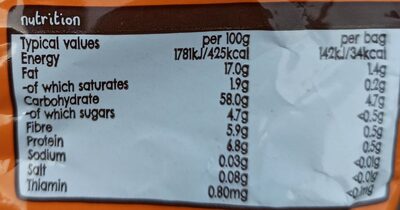 nutrition
Typical values per 100g per bag
Energy 1781kJ/425kcal 142kJ/34kcal
Fat 17.0g 1.4g
-of which saturates 1.9g 0.2g
Carbohydrate 58.0g 4.7g
-of which sugars 4.7g <0.5g
Fibre 5.9g 0.5g
Protein 6.8g 0.5g
Sodium 0.03g <0.01g
Salt 0.08g <0.01g
Thiamin 0.80mg <0.1mg